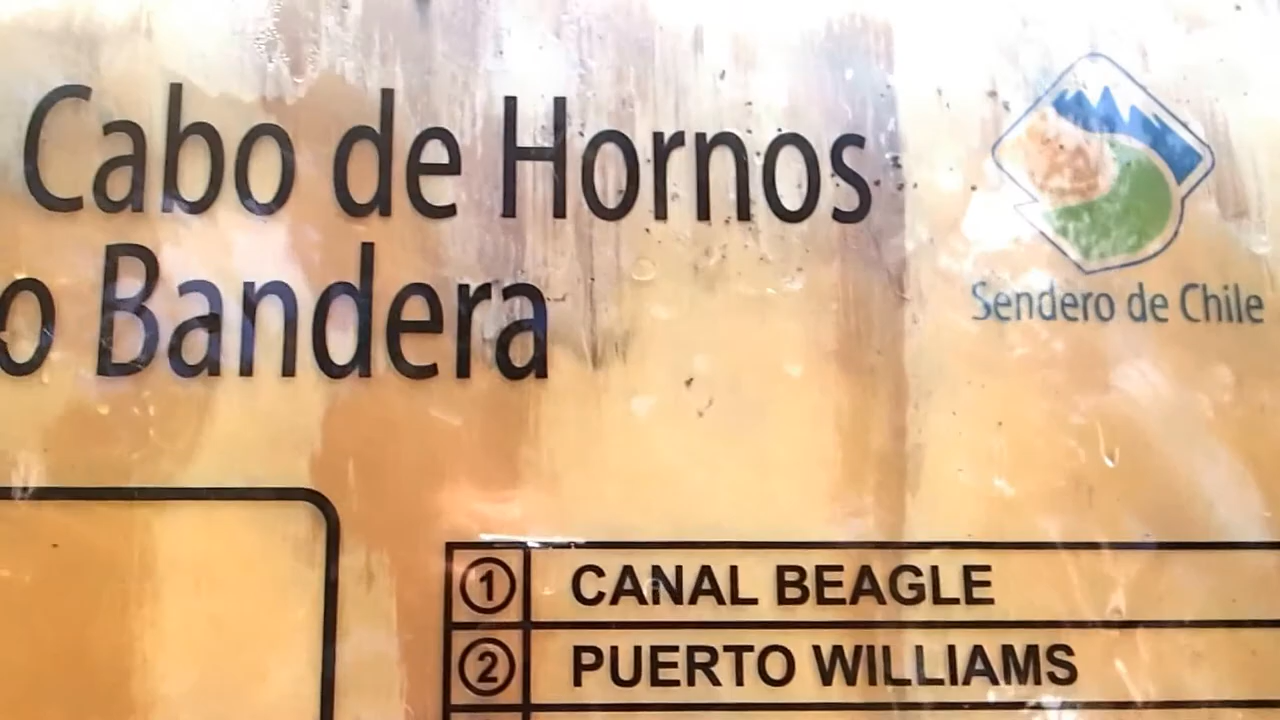 Cabo de Hornos
o Bandera
Sendero de Chile
1 CANAL BEAGLE
2 PUERTO WILLIAMS